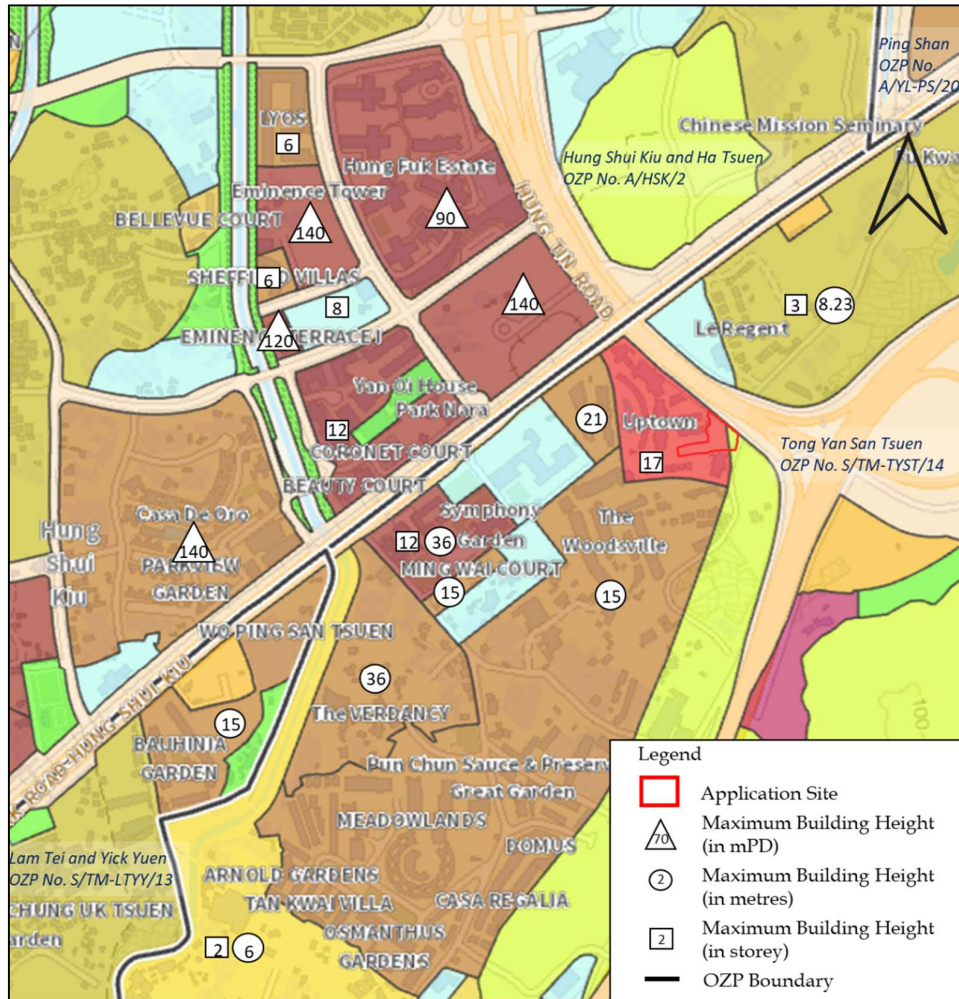 Ping Shan
OZP No.
A/YL-PS/20
LYOS
6
Chinese Mission Seminary
Hung Fuk Estate
Hung Shui Kiu and Ha Tsuen
OZP No. A/HSK/2
Eminence Tower
90
HUNG TIN ROAD
BELLEVUE COURT
140
SHEFFIELD VILLAS
6
140
3
8.23
8
Le Regent
120
EMINENCE TERRACE I
Yan Oi House
Park Nara
21
Uptown
12
Tong Yan San Tsuen
OZP No. S/TM-TYST/14
CORONET COURT
17
BEAUTY COURT
Casa De Oro
Symphony
Garden
The
Woodsville
Hung
Shui
Kiu
140
12
36
PARKVIEW
GARDEN
MING WAI COURT
15
15
WO PING SAN TSUEN
36
The VERDANCY
15
BAUHINIA
GARDEN
100
ROAD-HUNG SHUI KIU
Pun Chun Sauce & Preserv
Great Garden
MEADOWLANDS
DOMUS
Lam Tei and Yick Yuen
OZP No. S/TM-LTYY/13
ARNOLD GARDENS
CHUNG UK TSUEN
TAN KWAI VILLA
CASA REGALIA
arden
OSMANTHUS
GARDENS
2
6
Legend
Application Site
70
Maximum Building Height
(in mPD)
2
Maximum Building Height
(in metres)
2
Maximum Building Height
(in storey)
OZP Boundary